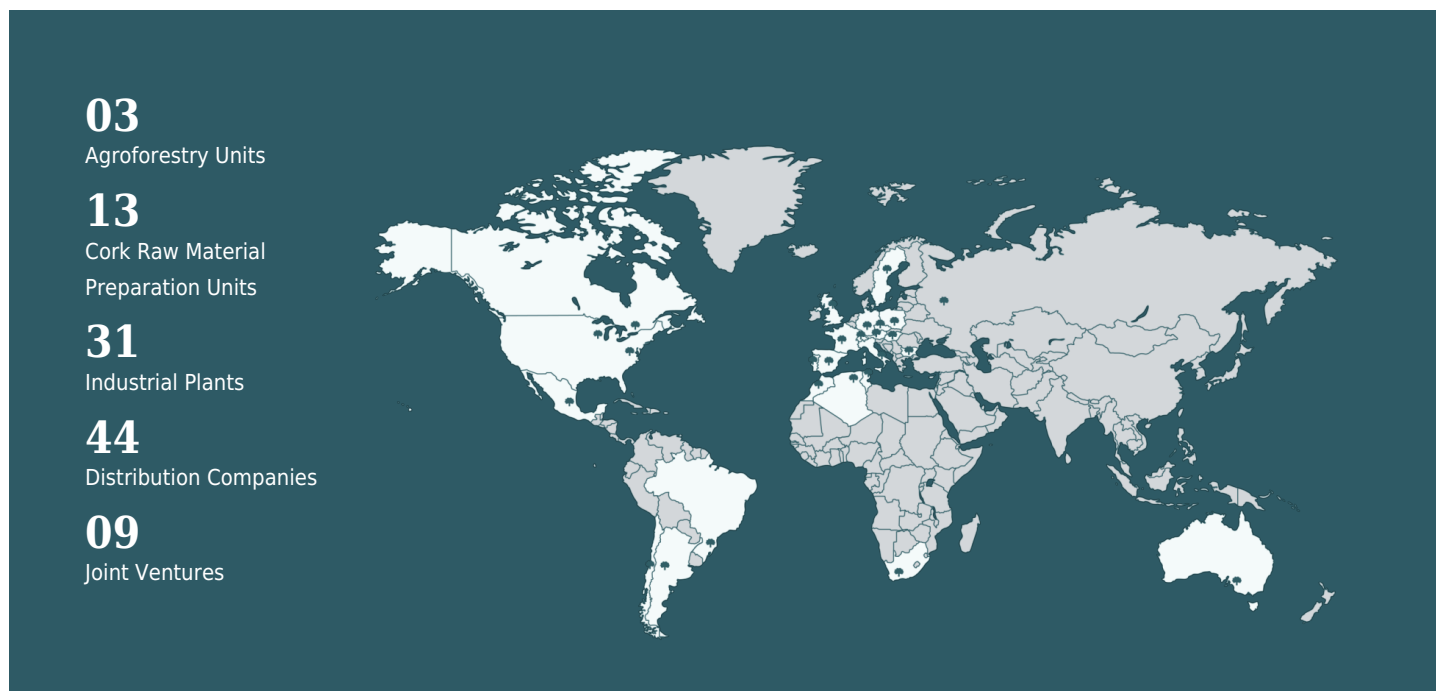 03
Agroforestry Units
13
Cork Raw Material
Preparation Units
31
Industrial Plants
44
Distribution Companies
09
Joint Ventures